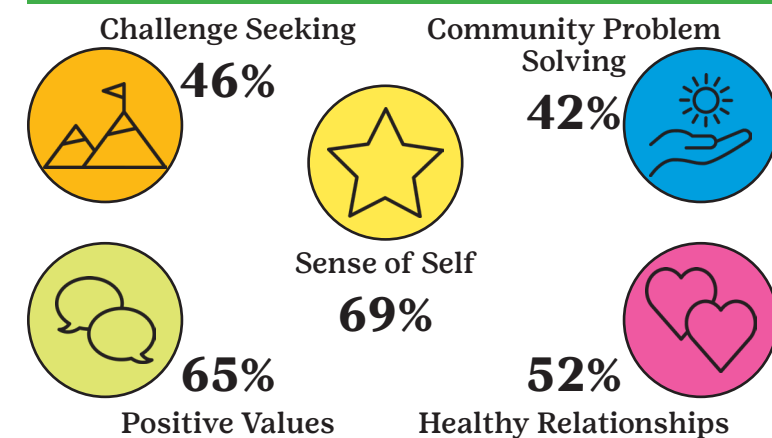 Challenge Seeking
46%
Community Problem
Solving
42%
Sense of Self
69%
65%
Positive Values
52%
Healthy Relationships